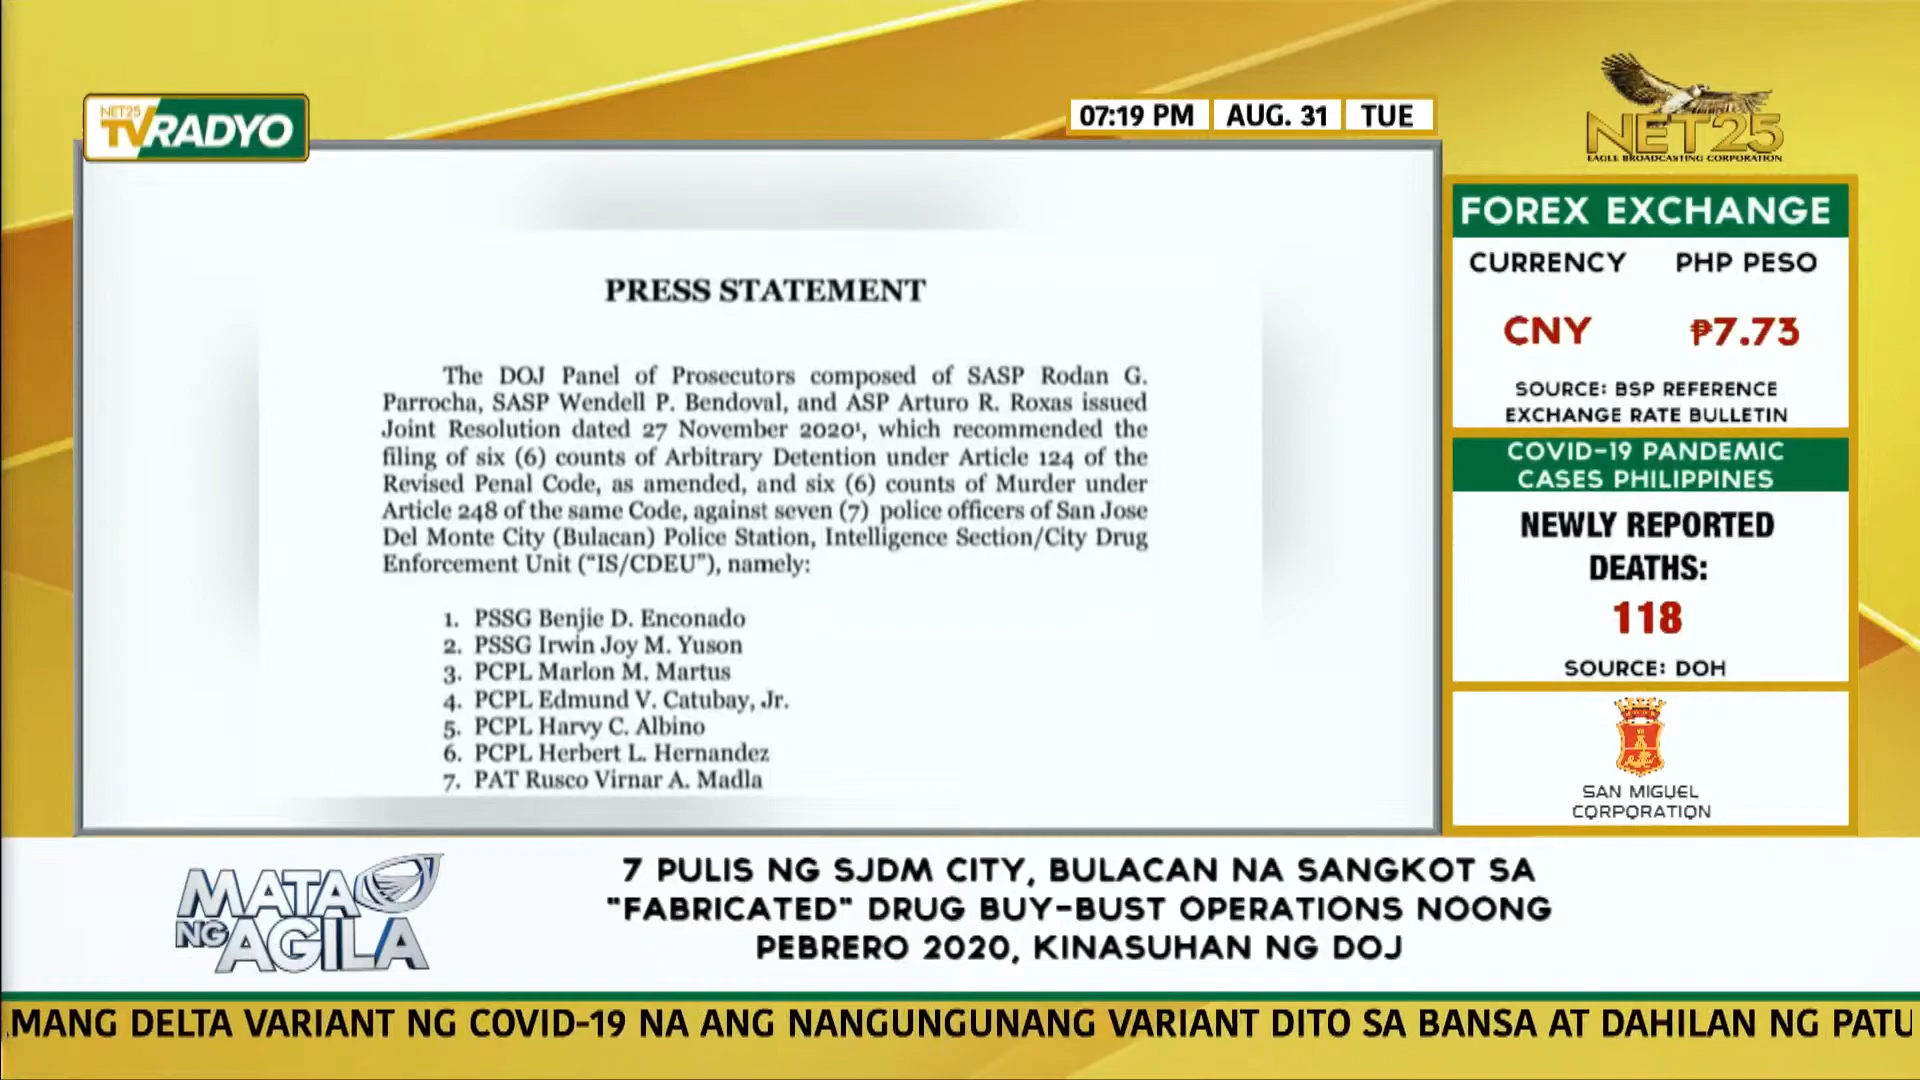 NET25
TVRADYO
07:19 PM AUG. 31 TUE
NET25
EAGLE BROADCASTING CORPORATION
PRESS STATEMENT
The DOJ Panel of Prosecutors composed of SASP Rodan G.
Parrocha, SASP Wendell P. Bendoval, and ASP Arturo R. Roxas issued
Joint Resolution dated 27 November 2020¹, which recommended the
filing of six (6) counts of Arbitrary Detention under Article 124 of the
Revised Penal Code, as amended, and six (6) counts of Murder under
Article 248 of the same Code, against seven (7) police officers of San Jose
Del Monte City (Bulacan) Police Station, Intelligence Section/City Drug
Enforcement Unit (“IS/CDEU”), namely:
1. PSSG Benjie D. Enconado
2. PSSG Irwin Joy M. Yuson
3. PCPL Marlon M. Martus
4. PCPL Edmund V. Catubay, Jr.
5. PCPL Harvy C. Albino
6. PCPL Herbert L. Hernandez
7. PAT Rusco Virnar A. Madla
FOREX EXCHANGE
CURRENCY PHP PESO
CNY ₱7.73
SOURCE: BSP REFERENCE
EXCHANGE RATE BULLETIN
COVID-19 PANDEMIC
CASES PHILIPPINES
NEWLY REPORTED
DEATHS:
118
SOURCE: DOH
SAN MIGUEL
CORPORATION
MATA
NG AGILA
7 PULIS NG SJDM CITY, BULACAN NA SANGKOT SA
"FABRICATED" DRUG BUY-BUST OPERATIONS NOONG
PEBRERO 2020, KINASUHAN NG DOJ
MANG DELTA VARIANT NG COVID-19 NA ANG NANGUNGUNANG VARIANT DITO SA BANSA AT DAHILAN NG PATU